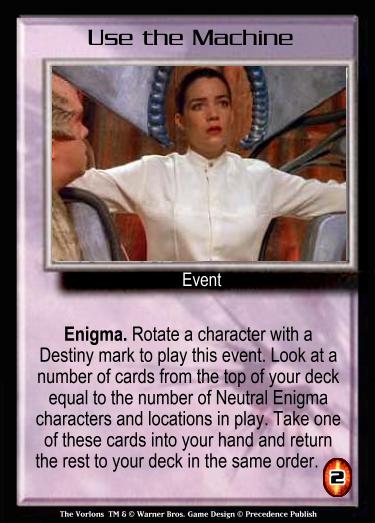 Use the Machine
Event
Enigma. Rotate a character with a
Destiny mark to play this event. Look at a
number of cards from the top of your deck
equal to the number of Neutral Enigma
characters and locations in play. Take one
of these cards into your hand and return
the rest to your deck in the same order.
2
The Vorlons TM & © Warner Bros. Game Design © Precedence Publish